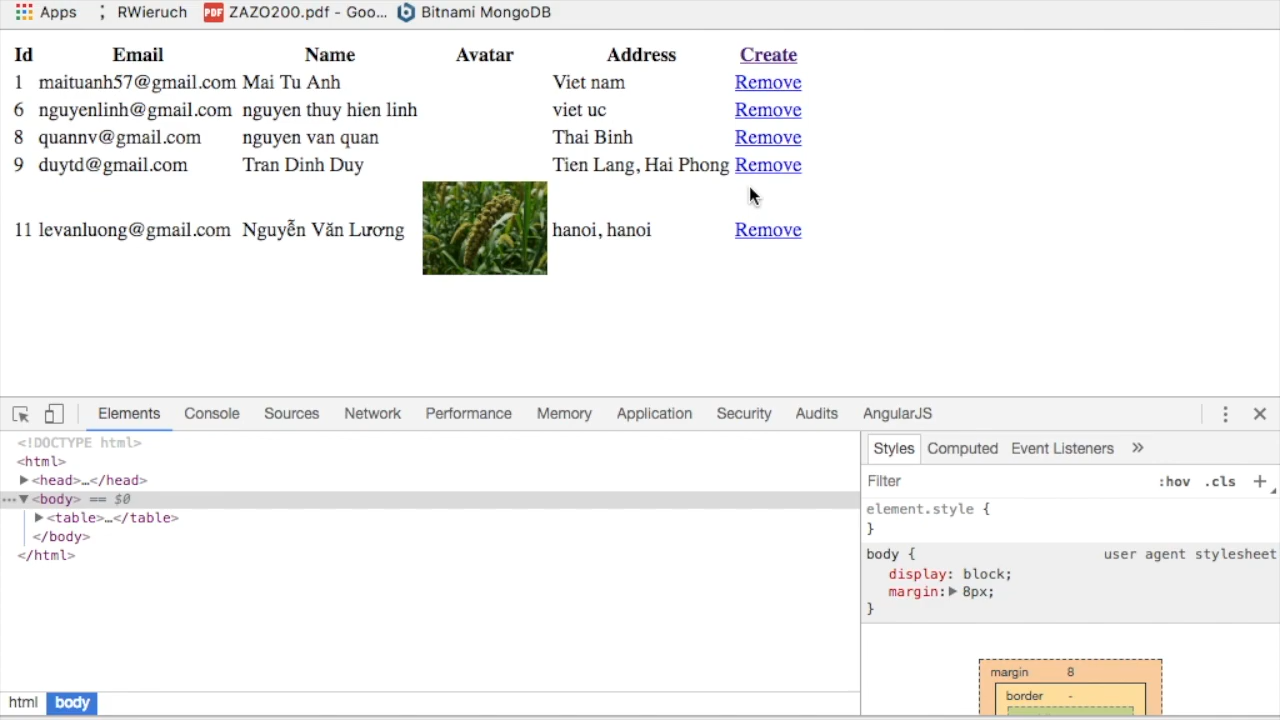 Apps ; RWieruch PDF ZAZO200.pdf - Goo... Bitnami MongoDB
Id Email Name Avatar Address Create
1 maituanh57@gmail.com Mai Tu Anh Viet nam Remove
6 nguyenlinh@gmail.com nguyen thuy hien linh viet uc Remove
8 quannv@gmail.com nguyen van quan Thai Binh Remove
9 duytd@gmail.com Tran Dinh Duy Tien Lang, Hai Phong Remove
11 levanluong@gmail.com Nguyễn Văn Lương hanoi, hanoi Remove
Elements Console Sources Network Performance Memory Application Security Audits AngularJS
<!DOCTYPE html>
<html>
<head>…</head>
<body> == $0
<table>…</table>
</body>
</html>
html body
Styles Computed Event Listeners »
Filter :hov .cls +
element.style {
}
body { user agent stylesheet
display: block;
margin: 8px;
}
margin 8
border -